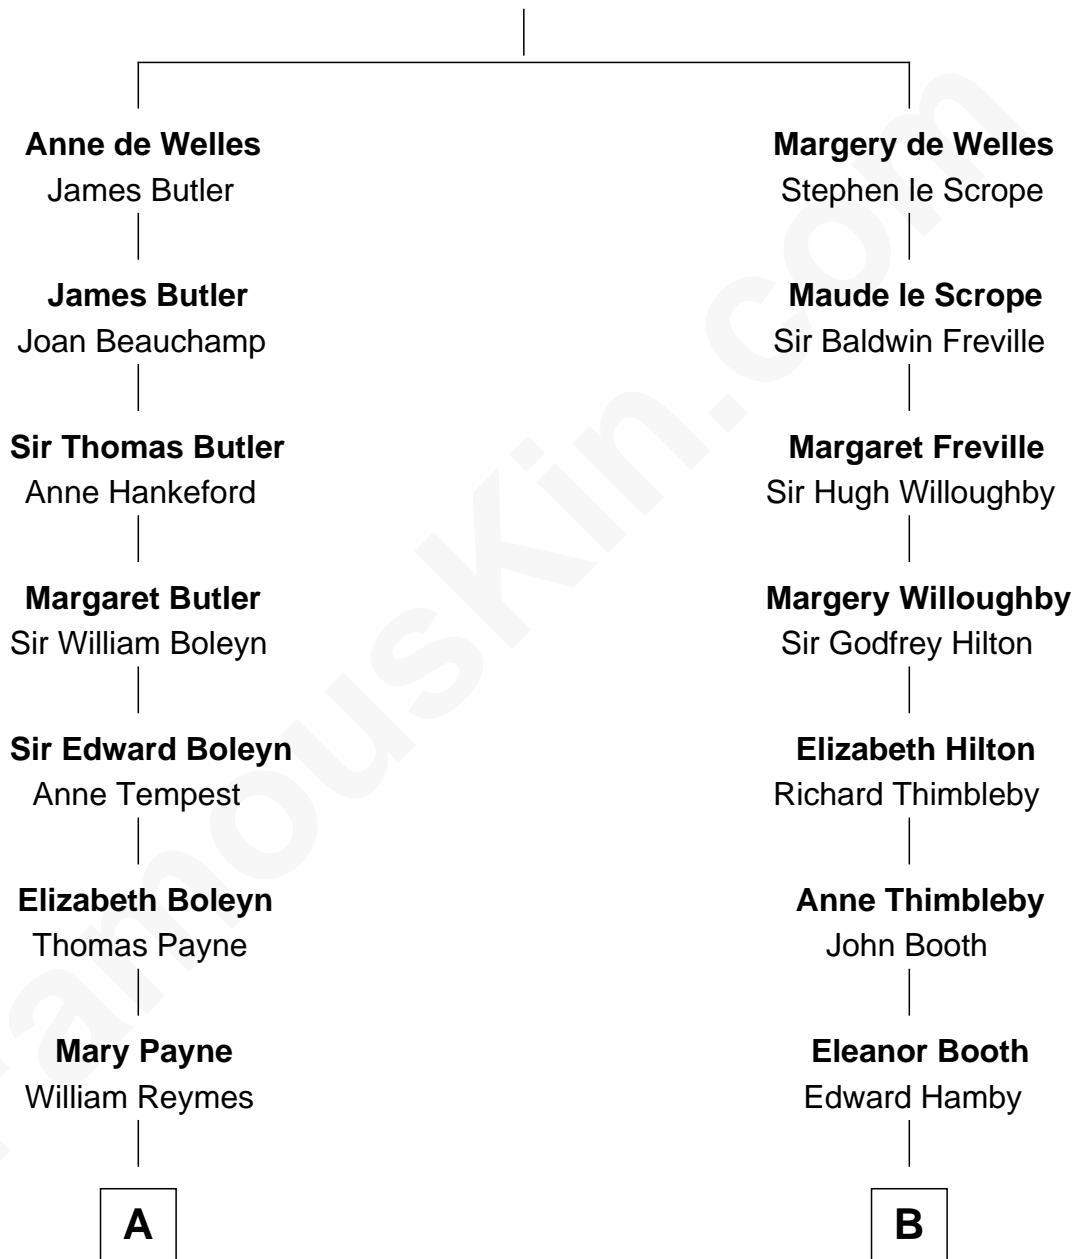 Anne de Welles
James Butler
Margery de Welles
Stephen le Scrope
James Butler
Joan Beauchamp
Maude le Scrope
Sir Baldwin Freville
Sir Thomas Butler
Anne Hankeford
Margaret Freville
Sir Hugh Willoughby
Margaret Butler
Sir William Boleyn
Margery Willoughby
Sir Godfrey Hilton
Sir Edward Boleyn
Anne Tempest
Elizabeth Hilton
Richard Thimbleby
Elizabeth Boleyn
Thomas Payne
Anne Thimbleby
John Booth
Mary Payne
William Reymes
Eleanor Booth
Edward Hamby
A
B
FamousKin.com